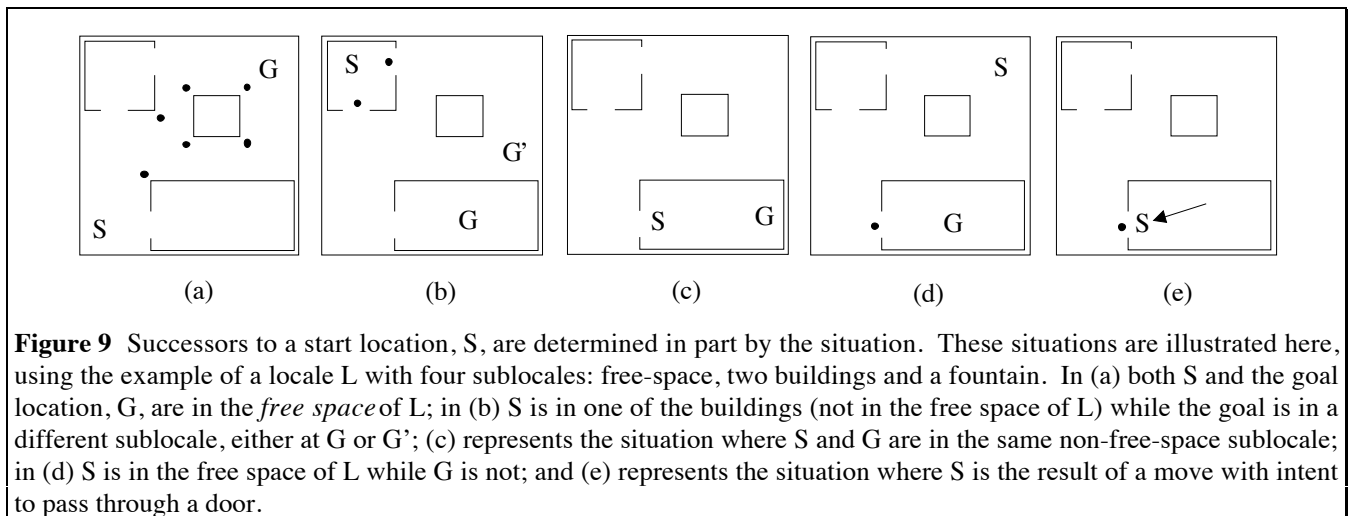 G
S
S
G'
G
S
G
S
G
S
(a)
(b)
(c)
(d)
(e)
Figure 9 Successors to a start location, S, are determined in part by the situation. These situations are illustrated here,
using the example of a locale L with four sublocales: free-space, two buildings and a fountain. In (a) both S and the goal
location, G, are in the free space of L; in (b) S is in one of the buildings (not in the free space of L) while the goal is in a
different sublocale, either at G or G’; (c) represents the situation where S and G are in the same non-free-space sublocale;
in (d) S is in the free space of L while G is not; and (e) represents the situation where S is the result of a move with intent
to pass through a door.